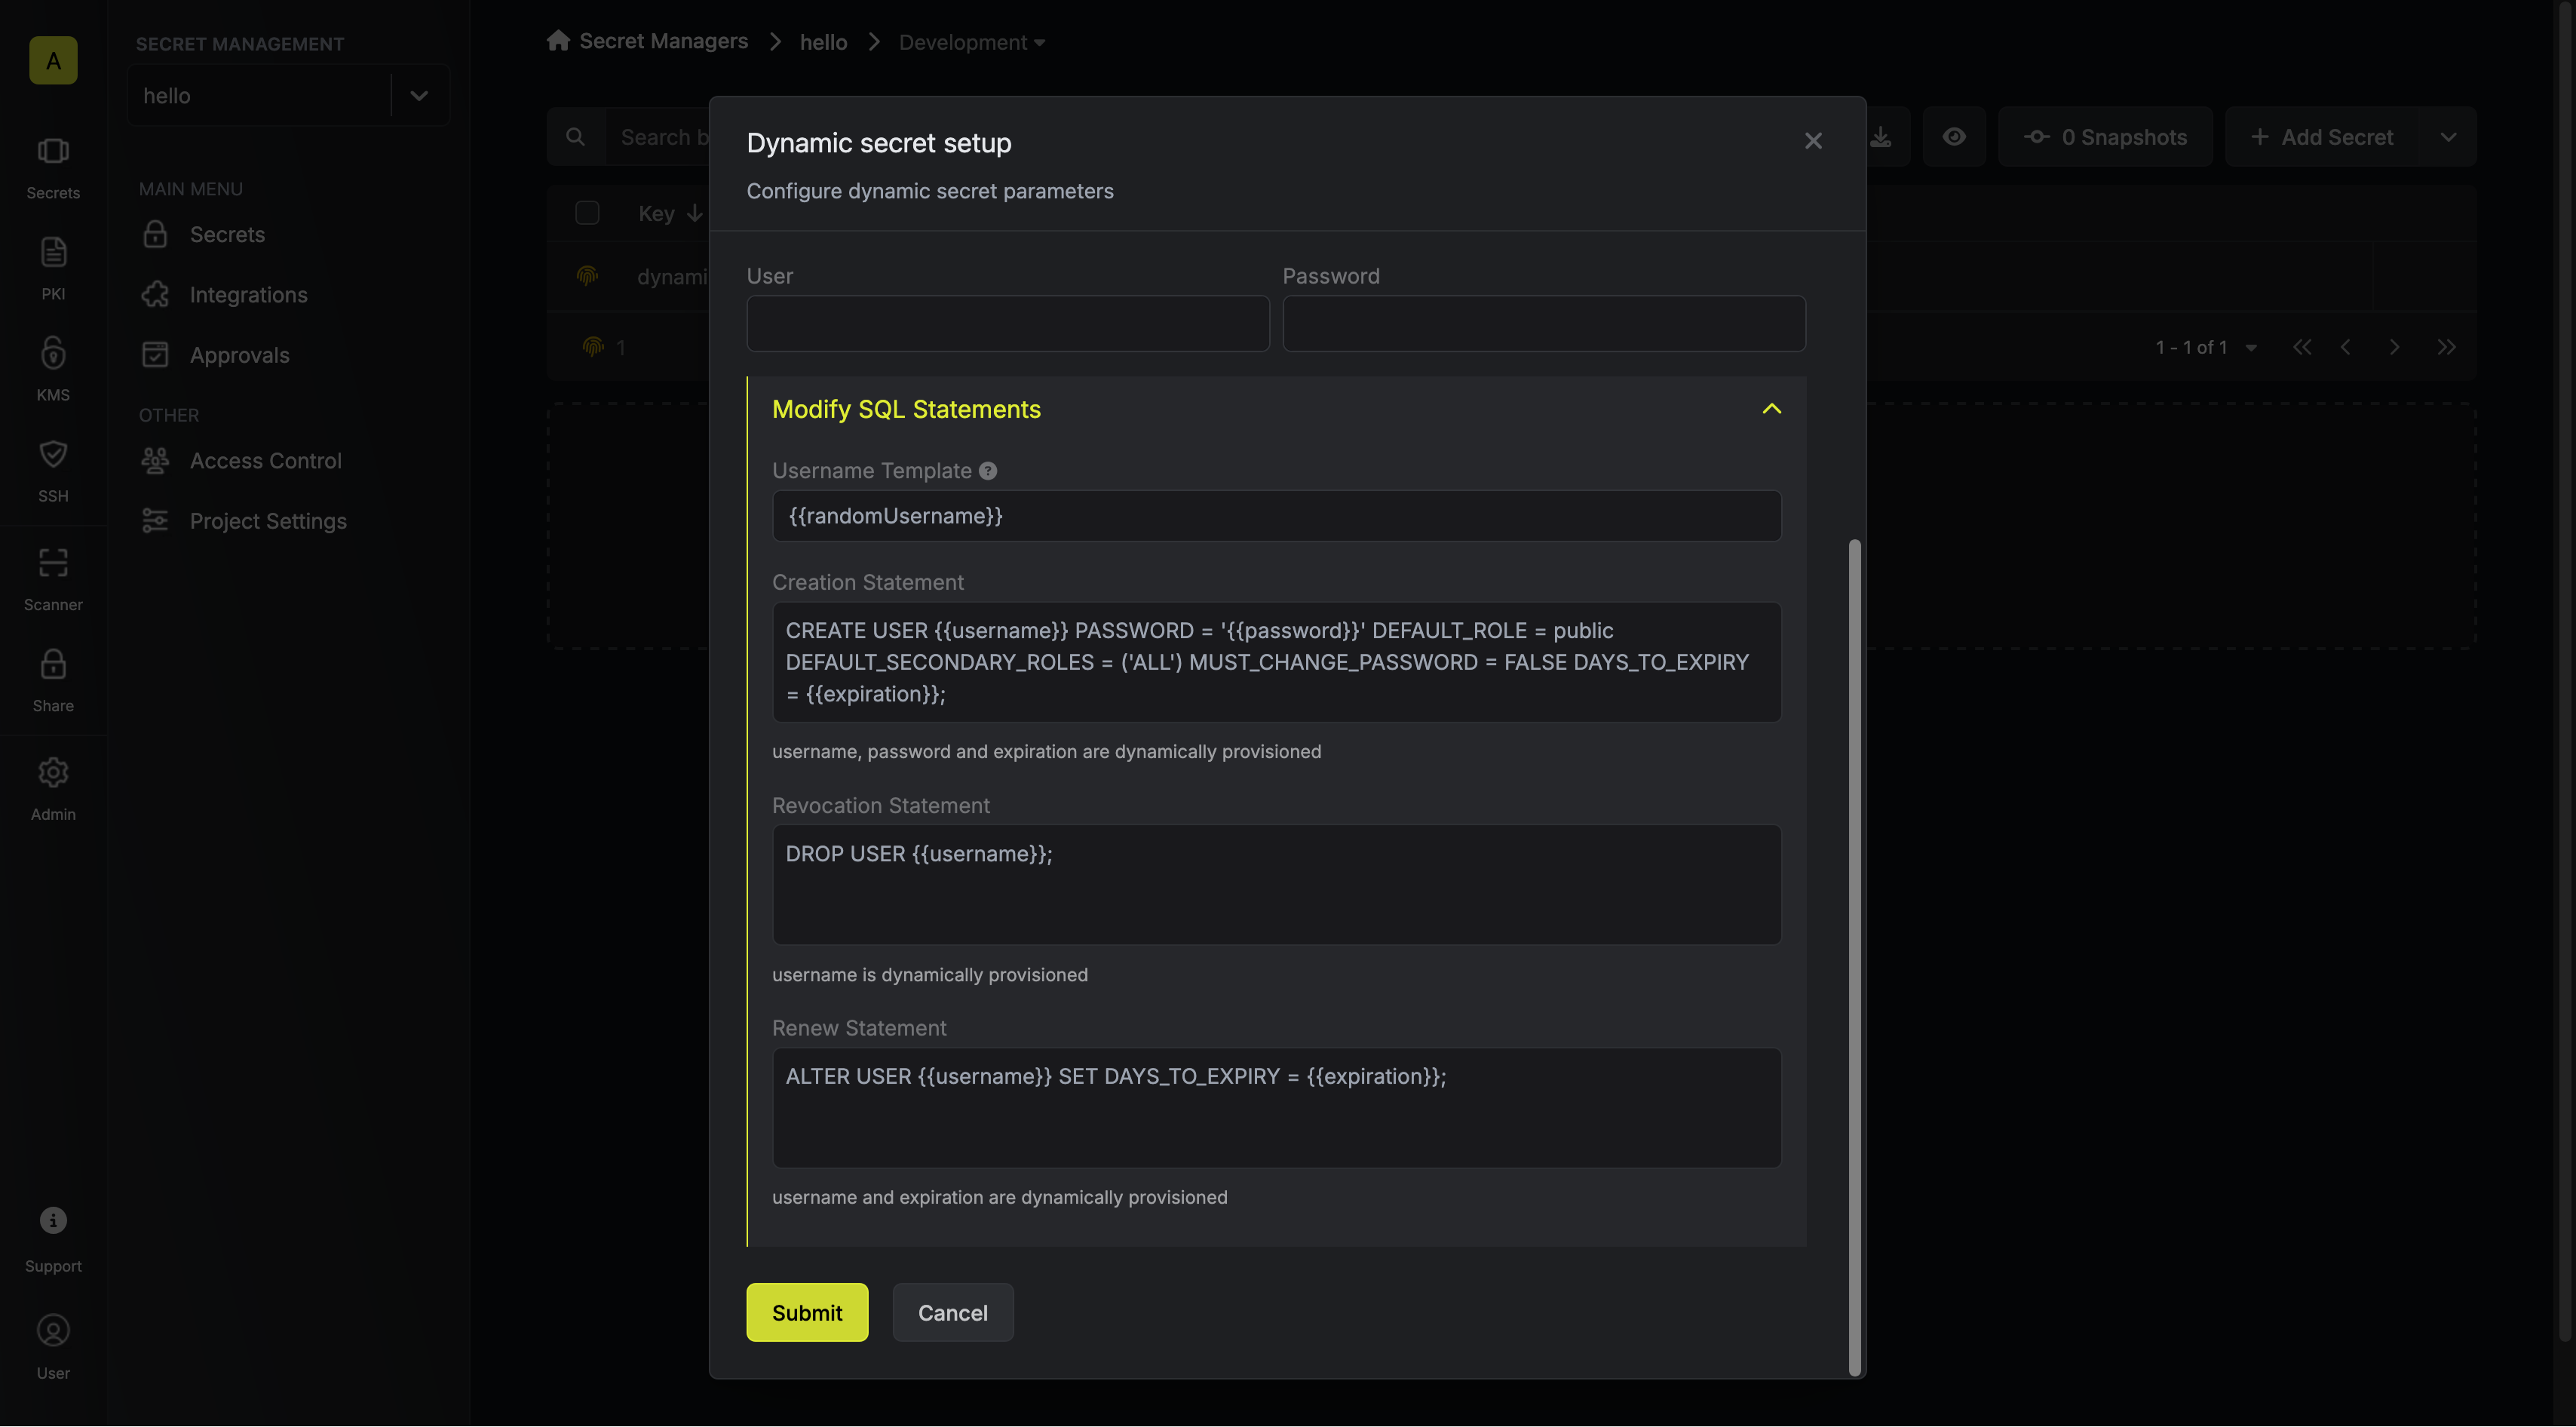 A
Secrets
PKI
KMS
SSH
Scanner
Share
Admin
Support
User
SECRET MANAGEMENT
hello
MAIN MENU
Secrets
Integrations
Approvals
OTHER
Access Control
Project Settings
Secret Managers
hello
Development
Search b
0 Snapshots
Add Secret
Key
dynami
1
1 - 1 of 1
Dynamic secret setup
Configure dynamic secret parameters
User
Password
Modify SQL Statements
Username Template
{{randomUsername}}
Creation Statement
CREATE USER {{username}} PASSWORD = '{{password}}' DEFAULT_ROLE = public
DEFAULT_SECONDARY_ROLES = ('ALL') MUST_CHANGE_PASSWORD = FALSE DAYS_TO_EXPIRY
= {{expiration}};
username, password and expiration are dynamically provisioned
Revocation Statement
DROP USER {{username}};
username is dynamically provisioned
Renew Statement
ALTER USER {{username}} SET DAYS_TO_EXPIRY = {{expiration}};
username and expiration are dynamically provisioned
Submit
Cancel